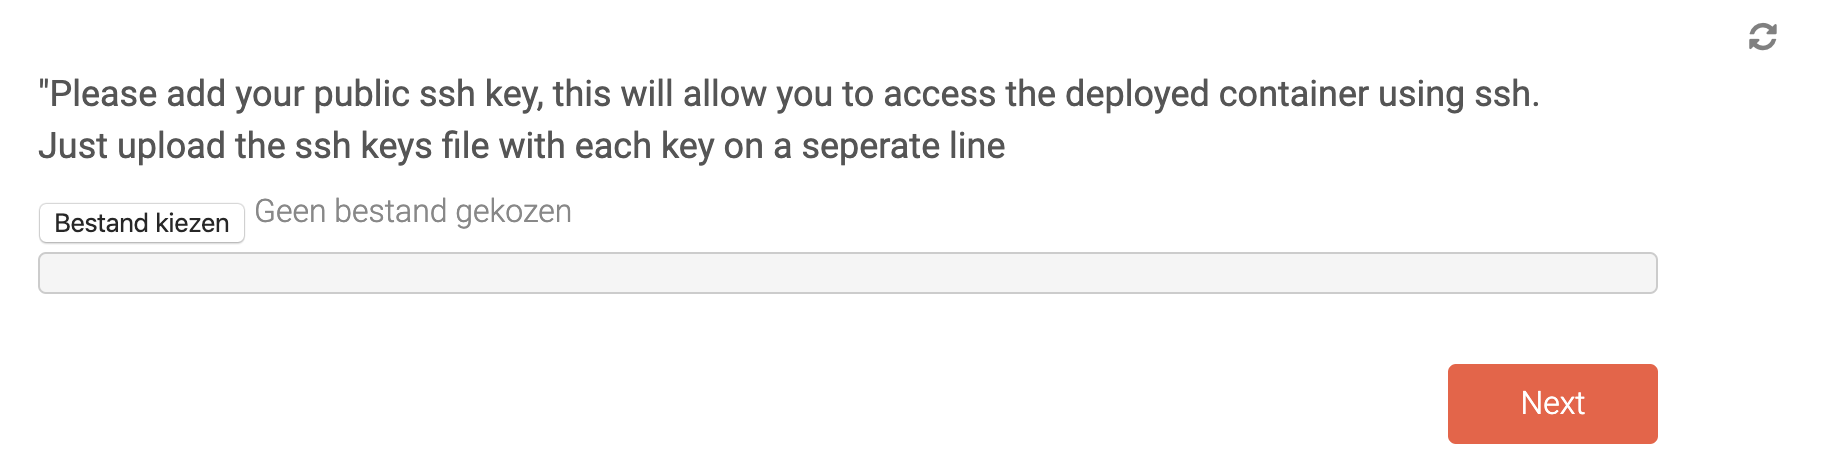 "Please add your public ssh key, this will allow you to access the deployed container using ssh.
Just upload the ssh keys file with each key on a seperate line
Bestand kiezen Geen bestand gekozen
Next